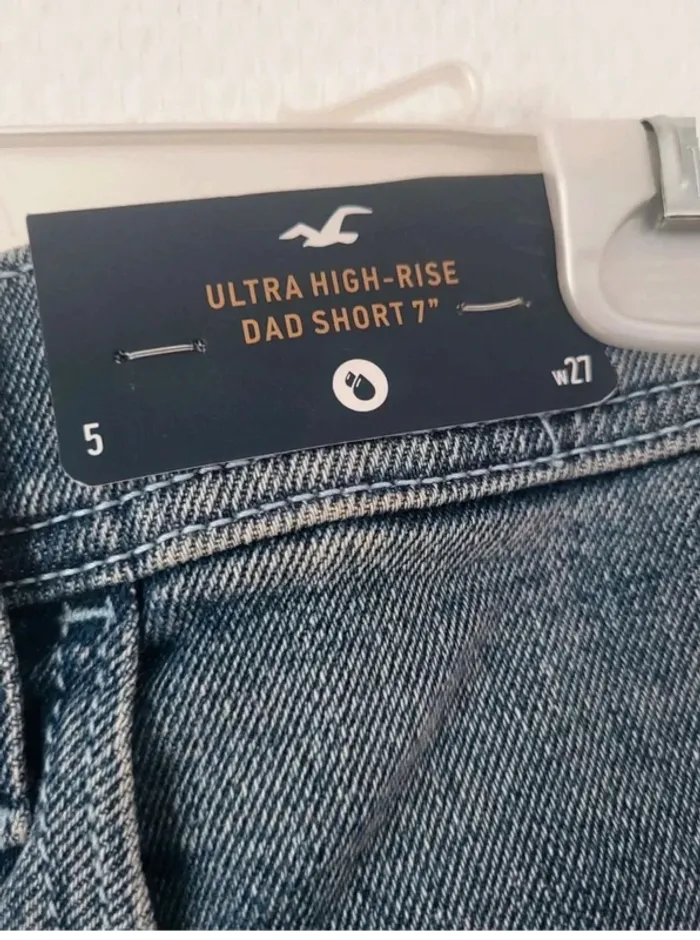 ULTRA HIGH-RISE
DAD SHORT 7"
W27
5